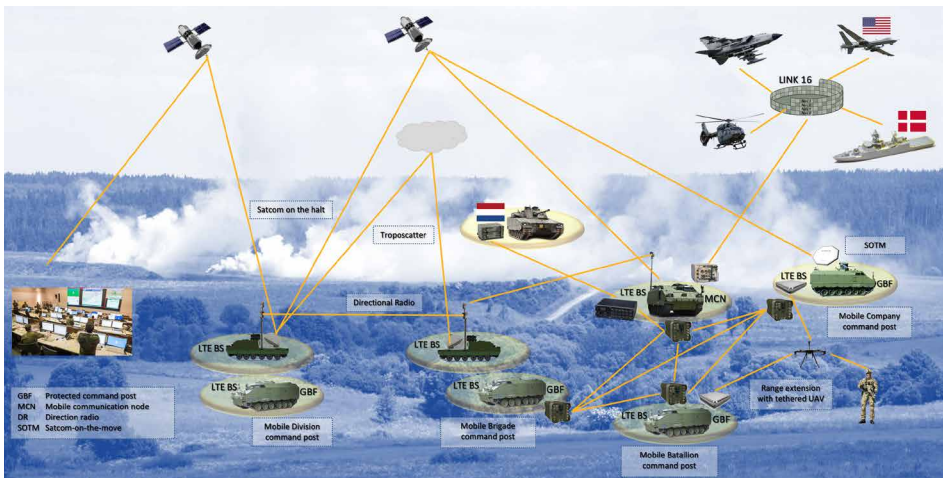 LINK 16
Satcom on the halt
Troposcatter
SOTM
LTE BS
GBF
LTE BS
MCN
Directional Radio
Mobile Company
command post
LTE BS
LTE BS
LTE BS
GBF
LTE BS
GBF
Range extension
with tethered UAV
LTE BS
GBF
Mobile Division
command post
Mobile Brigade
command post
Mobile Batallion
command post
GBF Protected command post
MCN Mobile communication node
DR Direction radio
SOTM Satcom-on-the-move